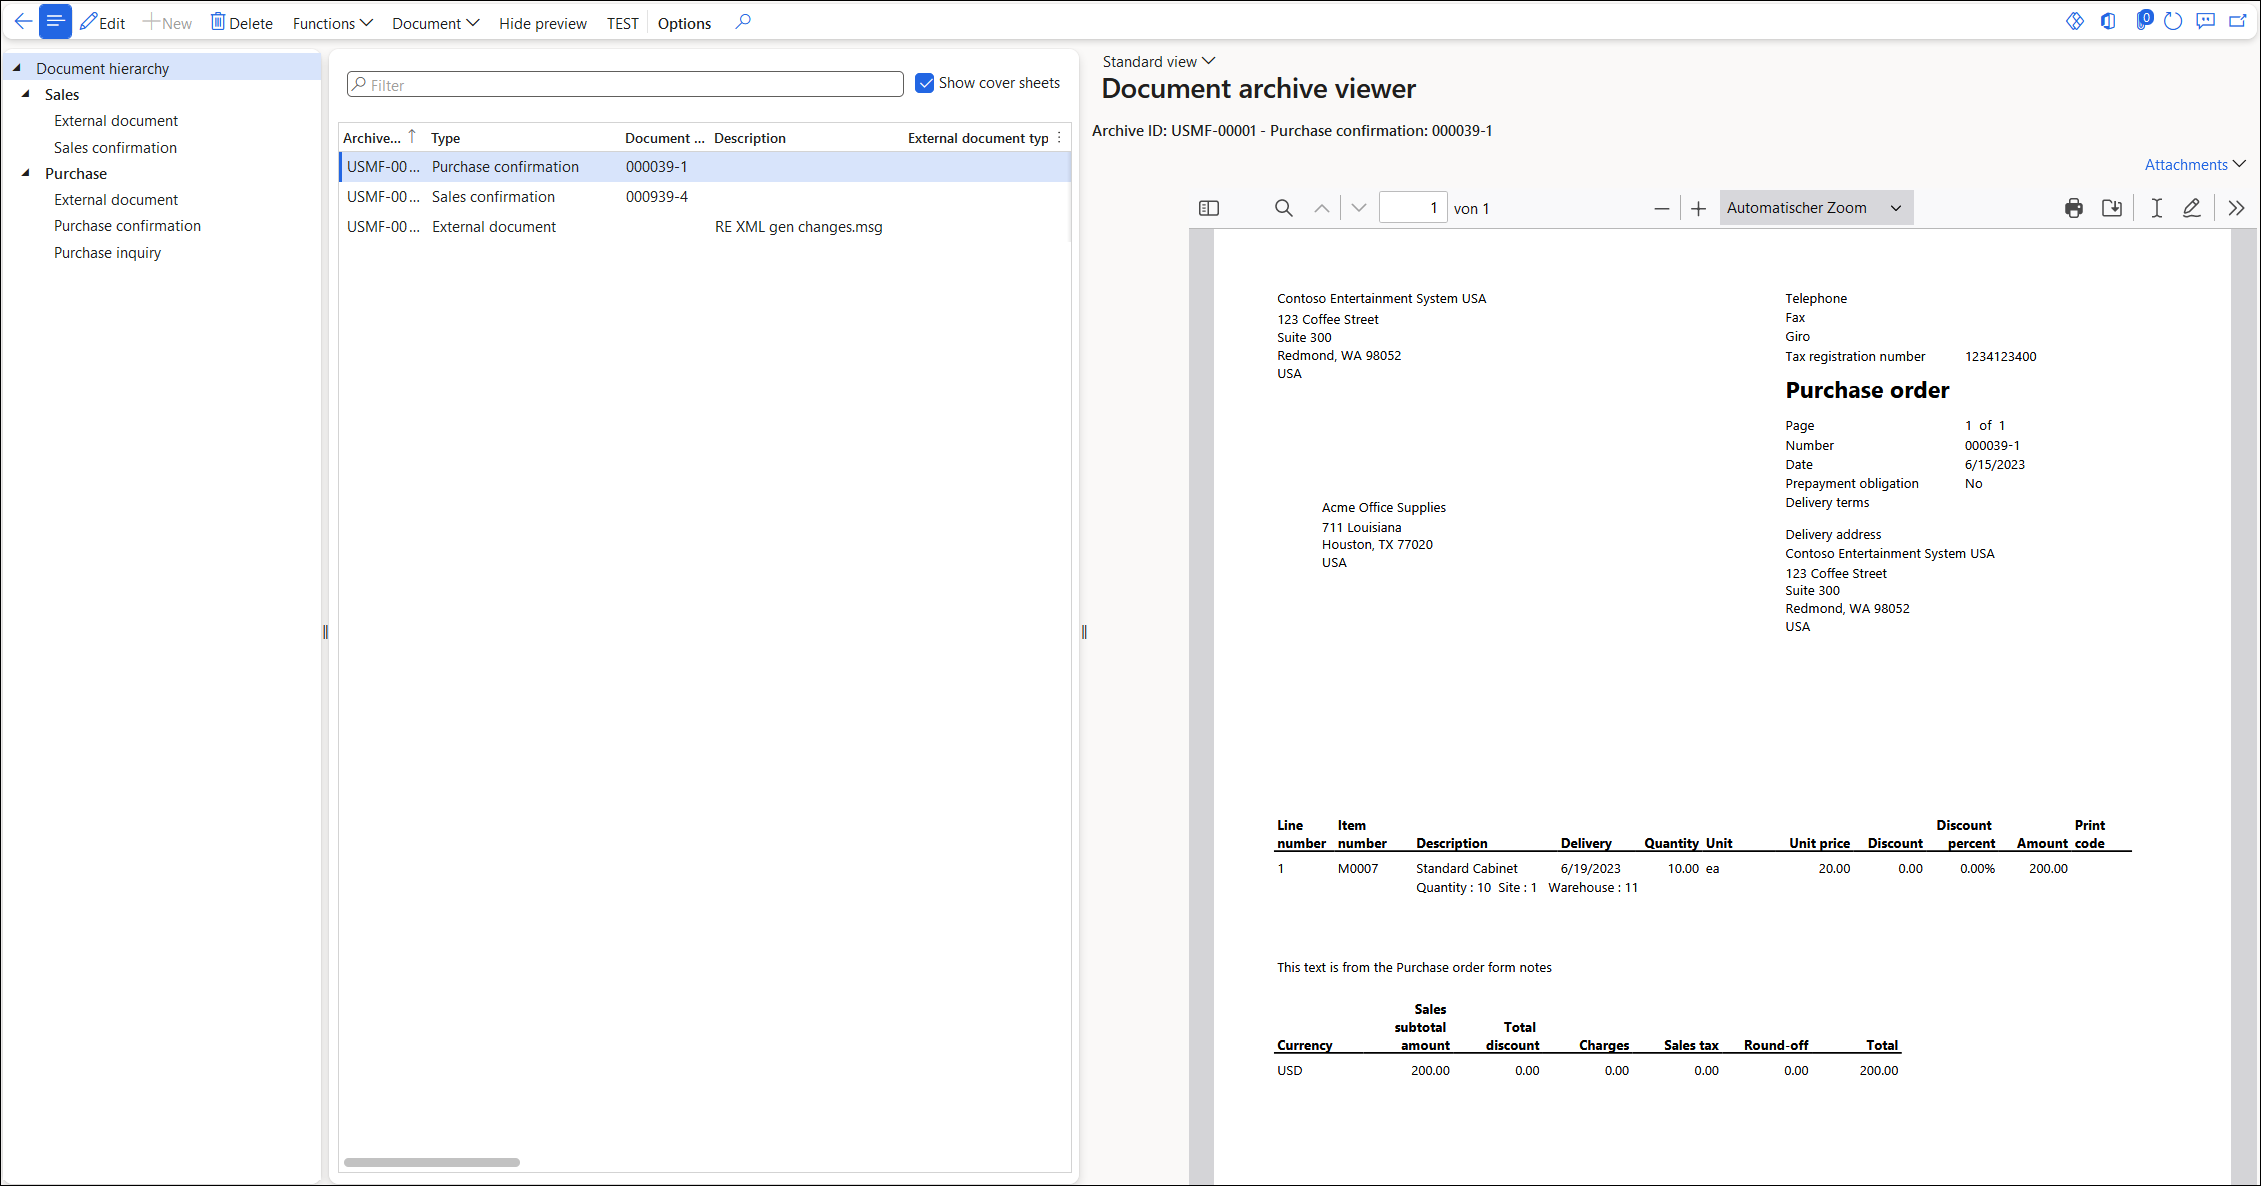 Edit New Delete Functions Document Hide preview TEST Options 0
Document hierarchy
Sales
External document
Sales confirmation
Purchase
External document
Purchase confirmation
Purchase inquiry
Filter Show cover sheets
Archive... Type Document ... Description External document typ
USMF-00 ... Purchase confirmation 000039-1
USMF-00 ... Sales confirmation 000939-4
USMF-00 ... External document RE XML gen changes.msg
Standard view
Document archive viewer
Archive ID: USMF-00001 - Purchase confirmation: 000039-1
Attachments
1 von 1 Automatischer Zoom
Contoso Entertainment System USA
123 Coffee Street
Suite 300
Redmond, WA 98052
USA
Telephone
Fax
Giro
Tax registration number 1234123400
Purchase order
Page 1 of 1
Number 000039-1
Date 6/15/2023
Prepayment obligation No
Delivery terms
Acme Office Supplies
711 Louisiana
Houston, TX 77020
USA
Delivery address
Contoso Entertainment System USA
123 Coffee Street
Suite 300
Redmond, WA 98052
USA
Line Item Discount Print
number number Description Delivery Quantity Unit Unit price Discount percent Amount code
1 M0007 Standard Cabinet 6/19/2023 10.00 ea 20.00 0.00 0.00% 200.00
Quantity : 10 Site : 1 Warehouse : 11
This text is from the Purchase order form notes
Sales
subtotal Total
Currency amount discount Charges Sales tax Round-off Total
USD 200.00 0.00 0.00 0.00 0.00 200.00